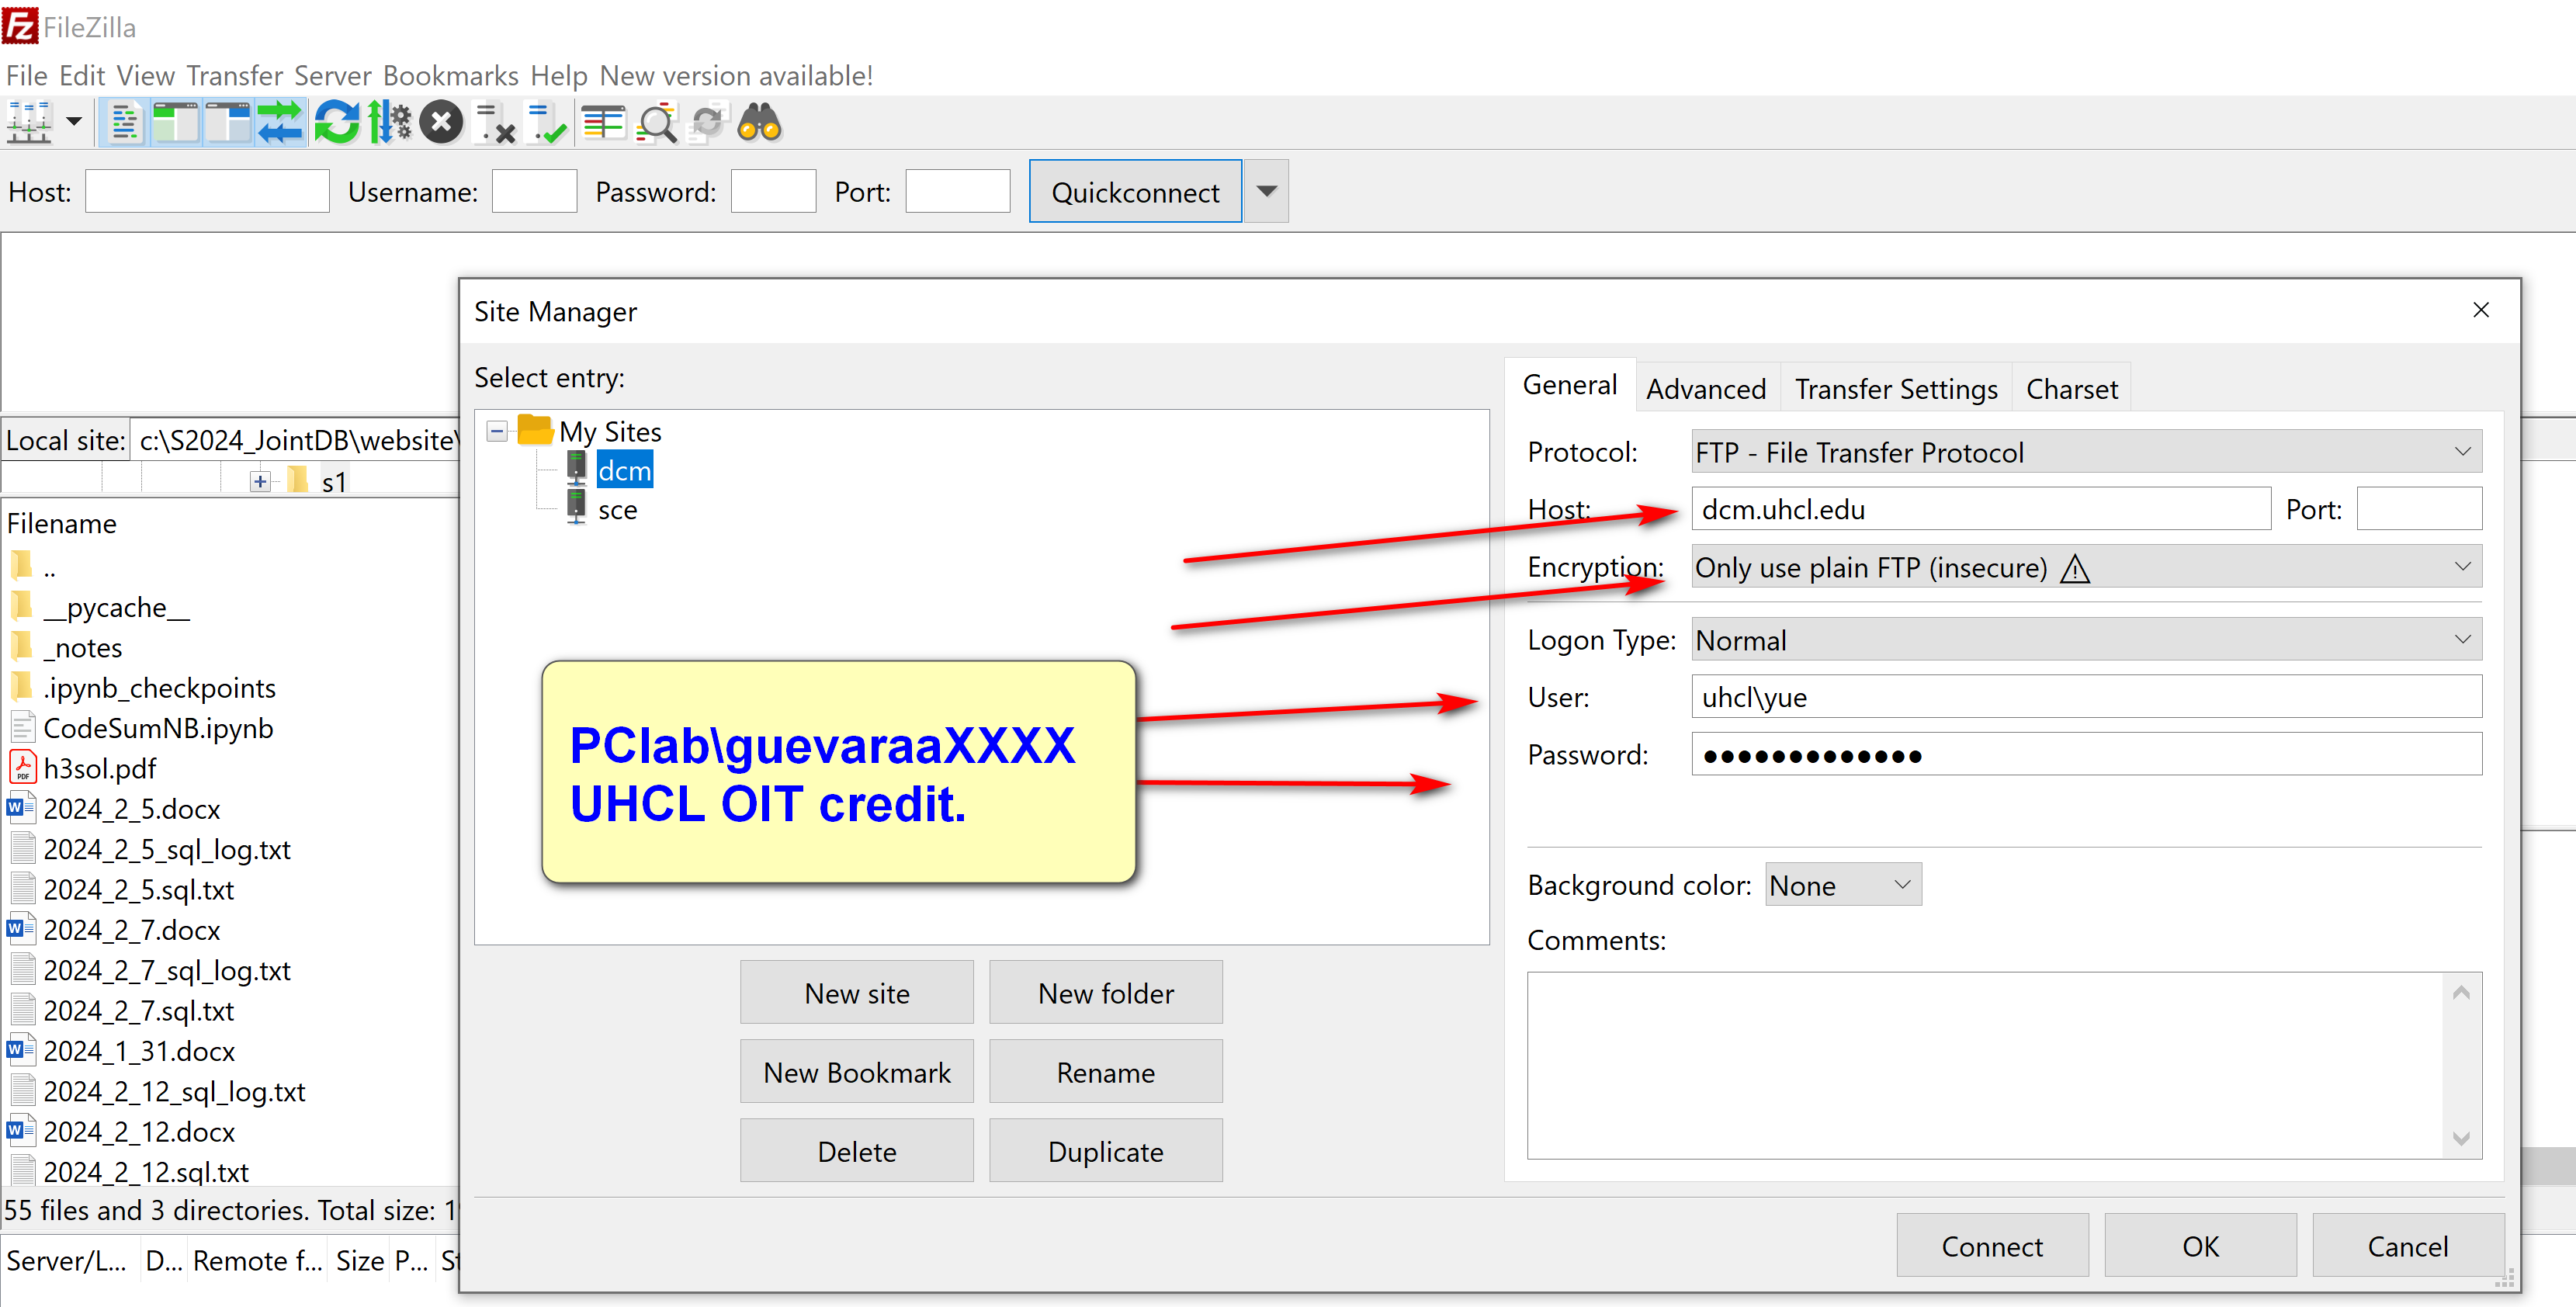 FileZilla
File Edit View Transfer Server Bookmarks Help New version available!
Host: Username: Password: Port: Quickconnect
Site Manager
Select entry:
My Sites
dcm
sce
PClab\guevaraaXXXX
UHCL OIT credit.
New site New folder
New Bookmark Rename
Delete Duplicate
General Advanced Transfer Settings Charset
Protocol: FTP - File Transfer Protocol
Host: dcm.uhcl.edu Port:
Encryption: Only use plain FTP (insecure)
Logon Type: Normal
User: uhcl\yue
Password: ●●●●●●●●●●●●●
Background color: None
Comments:
Connect OK Cancel
Local site: c:\S2024_JointDB\website\
s1
Filename
..
__pycache__
_notes
.ipynb_checkpoints
CodeSumNB.ipynb
h3sol.pdf
2024_2_5.docx
2024_2_5_sql_log.txt
2024_2_5.sql.txt
2024_2_7.docx
2024_2_7_sql_log.txt
2024_2_7.sql.txt
2024_1_31.docx
2024_2_12_sql_log.txt
2024_2_12.docx
2024_2_12.sql.txt
55 files and 3 directories. Total size:
Server/L... D... Remote f... Size P... St